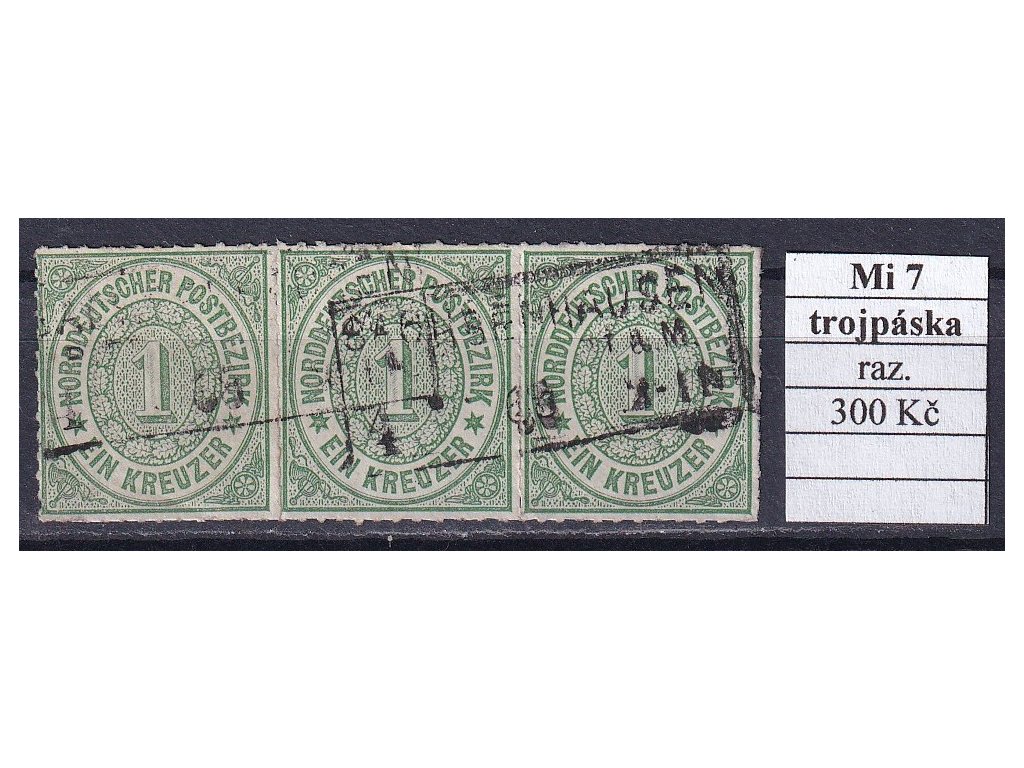 NORDDEUTSCHER POSTBEZIRK
1
EIN KREUZER
NORDDEUTSCHER POSTBEZIRK
1
EIN KREUZER
NORDDEUTSCHER POSTBEZIRK
1
EIN KREUZER
Mi 7
trojpáska
raz.
300 Kč